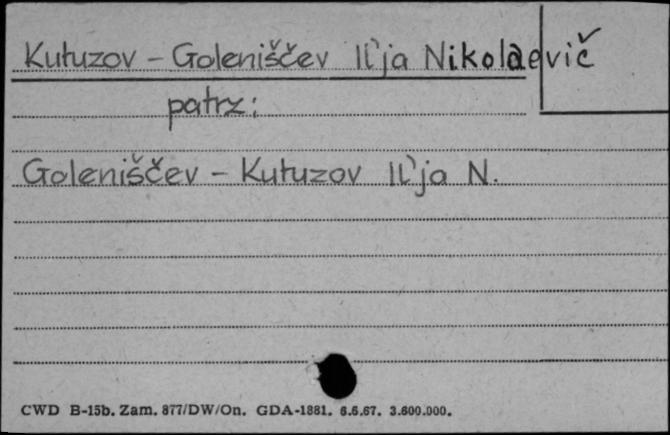 Kutuzov - Goleniščev Il'ja Nikolaevič
patrz:
Goleniščev - Kutuzov Il'ja N.
CWD B-15b. Zam. 877/DW/On. GDA-1881. 6.6.67. 3.600.000.